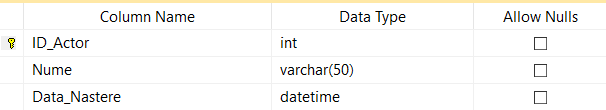 Column Name Data Type Allow Nulls
ID_Actor int
Nume varchar(50)
Data_Nastere datetime